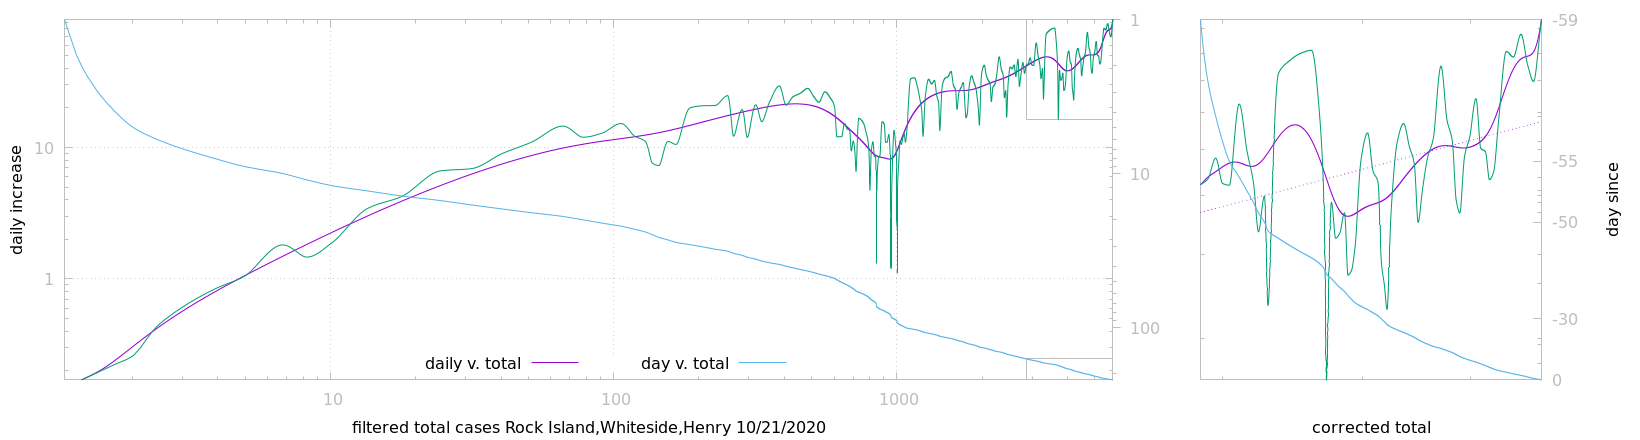 daily increase
10
1
daily v. total
day v. total
10
100
1000
filtered total cases Rock Island,Whiteside,Henry 10/21/2020
1
10
100
-59
-55
-50
-30
0
day since
corrected total